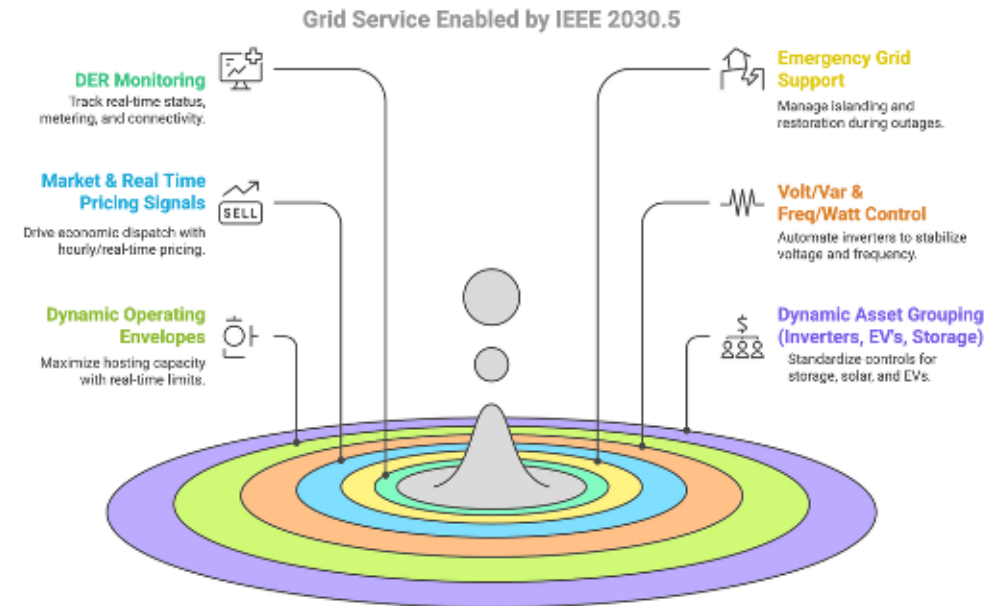 Grid Service Enabled by IEEE 2030.5
DER Monitoring
Track real-time status,
metering, and connectivity.
Market & Real Time
Pricing Signals
SELL
Drive economic dispatch with
hourly/real-time pricing.
Dynamic Operating
Envelopes
Maximize hosting capacity
with real-time limits.
Emergency Grid
Support
Manage islanding and
restoration during outages.
Volt/Var &
Freq/Watt Control
Automate inverters to stabilize
voltage and frequency.
$
Dynamic Asset Grouping
(Inverters, EV's, Storage)
Standardize controls for
storage, solar, and EVs.